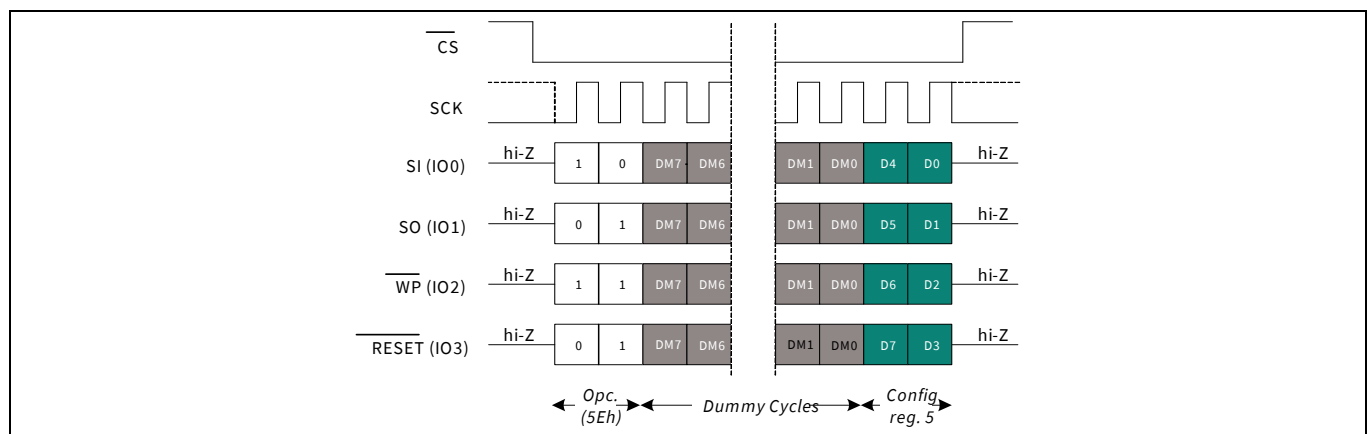 CS
SCK
SI (IO0) hi-Z 1 0 DM7 DM6 DM1 DM0 D4 D0 hi-Z
SO (IO1) hi-Z 0 1 DM7 DM6 DM1 DM0 D5 D1 hi-Z
WP (IO2) hi-Z 1 1 DM7 DM6 DM1 DM0 D6 D2 hi-Z
RESET (IO3) hi-Z 0 1 DM7 DM6 DM1 DM0 D7 D3 hi-Z
Opc. (5Eh) Dummy Cycles Config reg. 5